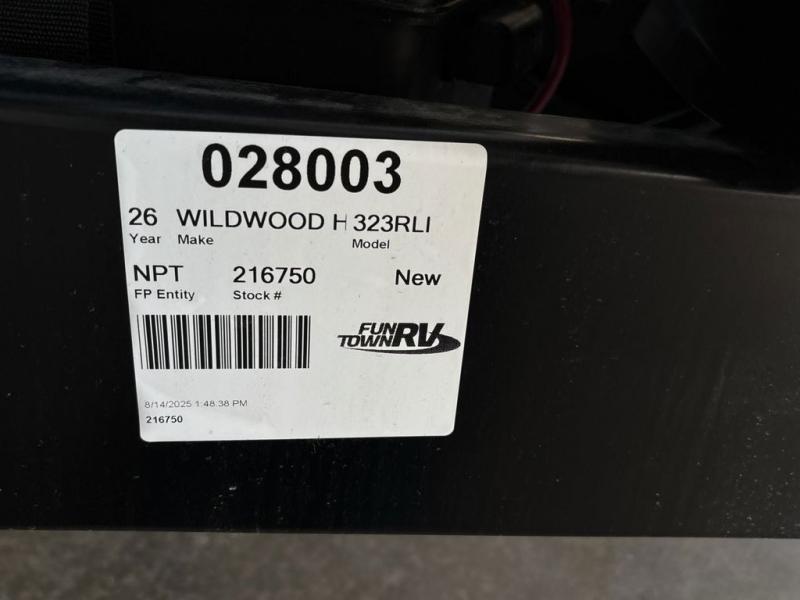 028003
26 WILDWOOD H 323RLI
Year Make Model
NPT 216750 New
FP Entity Stock #
FUN TOWN RV
8/14/2025 1:48:38 PM
216750